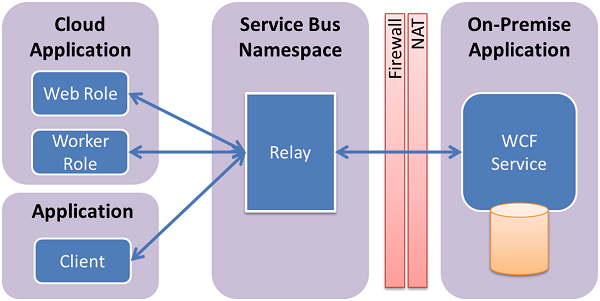 Cloud
Application
Web Role
Worker
Role
Application
Client
Service Bus
Namespace
Relay
Firewall
NAT
On-Premise
Application
WCF
Service